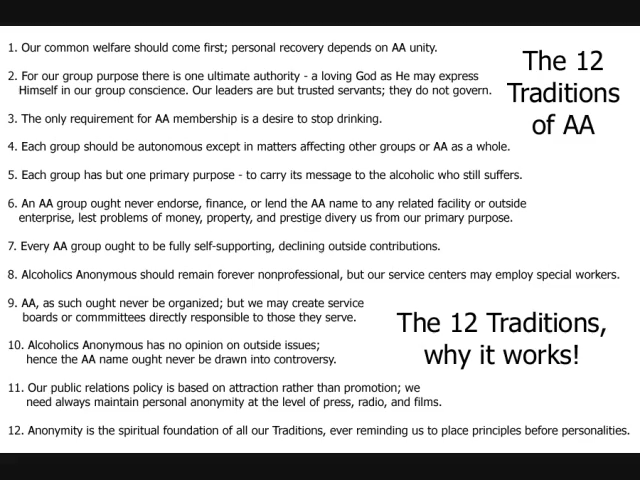 1. Our common welfare should come first; personal recovery depends on AA unity.
2. For our group purpose there is one ultimate authority - a loving God as He may express
Himself in our group conscience. Our leaders are but trusted servants; they do not govern.
The 12
Traditions
of AA
3. The only requirement for AA membership is a desire to stop drinking.
4. Each group should be autonomous except in matters affecting other groups or AA as a whole.
5. Each group has but one primary purpose - to carry its message to the alcoholic who still suffers.
6. An AA group ought never endorse, finance, or lend the AA name to any related facility or outside
enterprise, lest problems of money, property, and prestige divery us from our primary purpose.
7. Every AA group ought to be fully self-supporting, declining outside contributions.
8. Alcoholics Anonymous should remain forever nonprofessional, but our service centers may employ special workers.
9. AA, as such ought never be organized; but we may create service
boards or commmittees directly responsible to those they serve.
The 12 Traditions,
why it works!
10. Alcoholics Anonymous has no opinion on outside issues;
hence the AA name ought never be drawn into controversy.
11. Our public relations policy is based on attraction rather than promotion; we
need always maintain personal anonymity at the level of press, radio, and films.
12. Anonymity is the spiritual foundation of all our Traditions, ever reminding us to place principles before personalities.